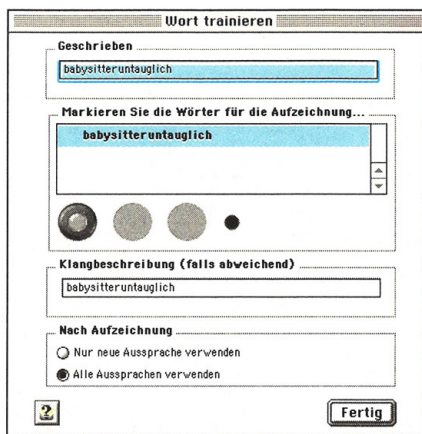 Wort trainieren
Geschrieben
babysitteruntauglich
Markieren Sie die Wörter für die Aufzeichnung...
babysitteruntauglich
Klangbeschreibung (falls abweichend)
babysitteruntauglich
Nach Aufzeichnung
Nur neue Aussprache verwenden
Alle Aussprachen verwenden
?
Fertig